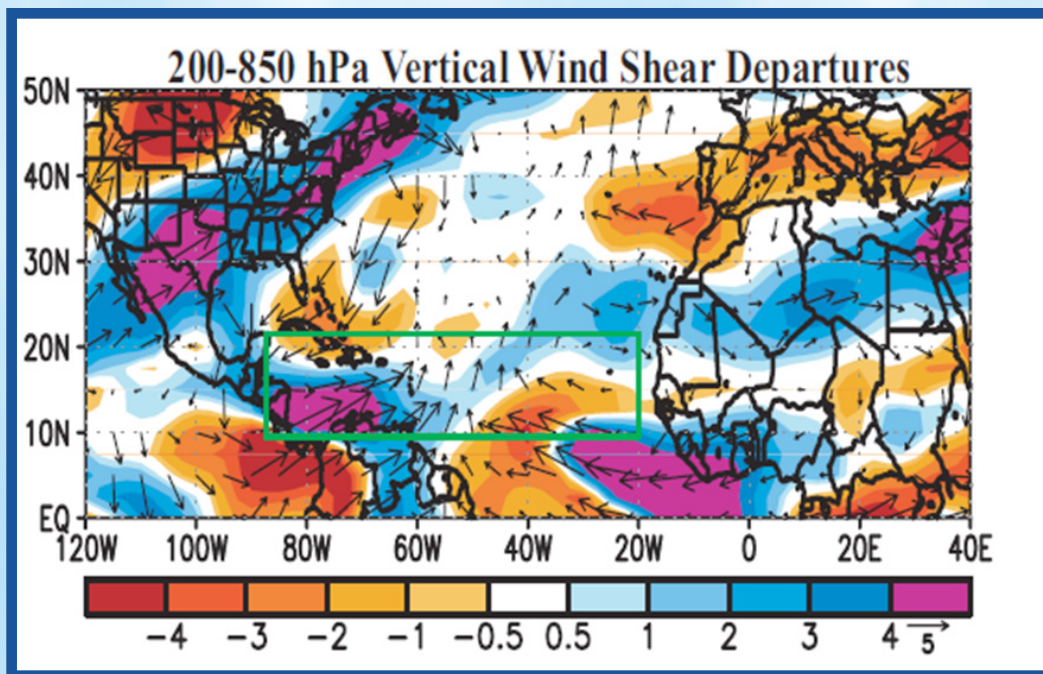 200-850 hPa Vertical Wind Shear Departures
50N
40N
30N
20N
10N
EQ
120W 100W 80W 60W 40W 20W 0 20E 40E
-4 -3 -2 -1 -0.5 0.5 1 2 3 4 5